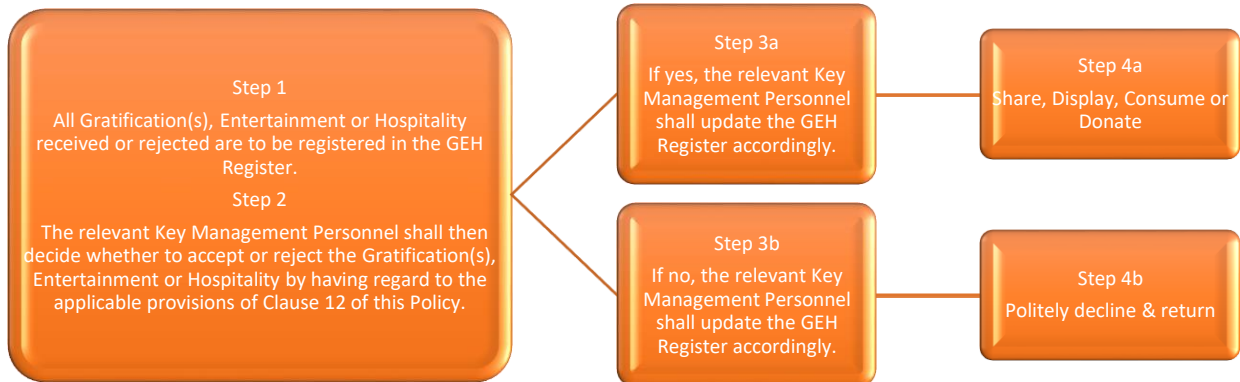 Step 1
All Gratification(s), Entertainment or Hospitality
received or rejected are to be registered in the GEH
Register.
Step 2
The relevant Key Management Personnel shall then
decide whether to accept or reject the Gratification(s),
Entertainment or Hospitality by having regard to the
applicable provisions of Clause 12 of this Policy.
Step 3a
If yes, the relevant Key
Management Personnel
shall update the GEH
Register accordingly.
Step 4a
Share, Display, Consume or
Donate
Step 3b
If no, the relevant Key
Management Personnel
shall update the GEH
Register accordingly.
Step 4b
Politely decline & return